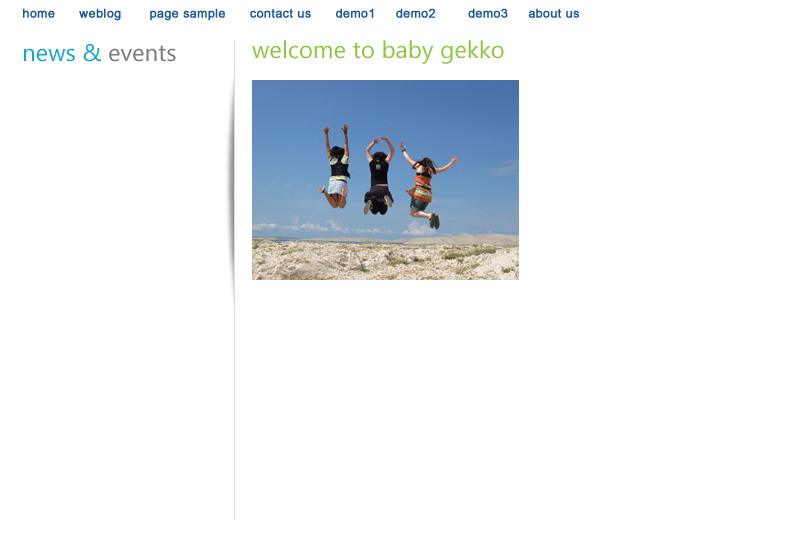 home weblog page sample contact us demo1 demo2 demo3 about us
news & events
welcome to baby gekko